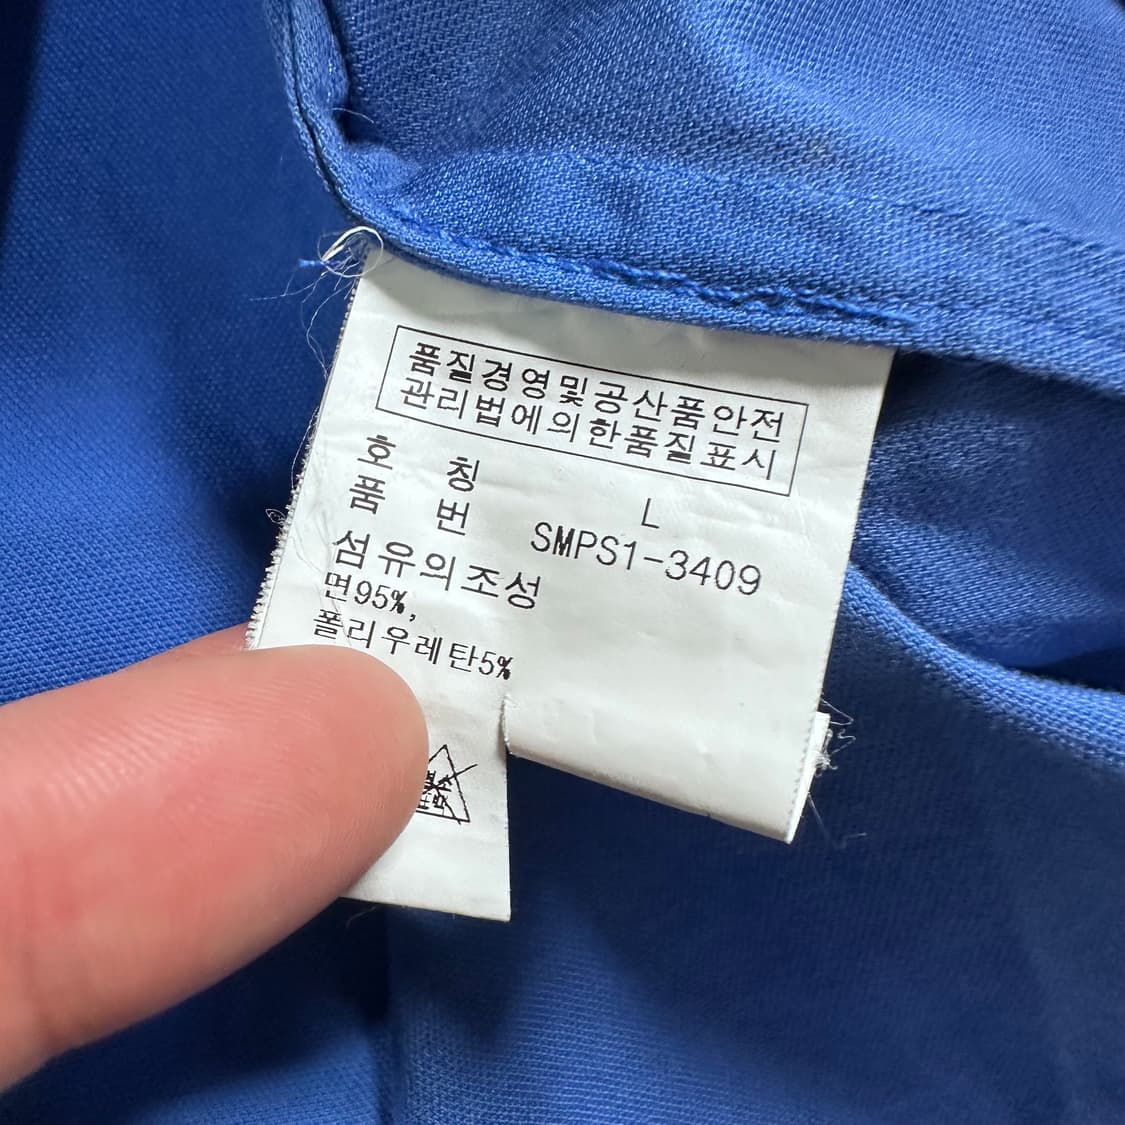 품질경영및공산품안전
관리법에의한품질표시
호 칭 L
품 번 SMPS1-3409
섬유의조성
면95%,
폴리우레탄5%